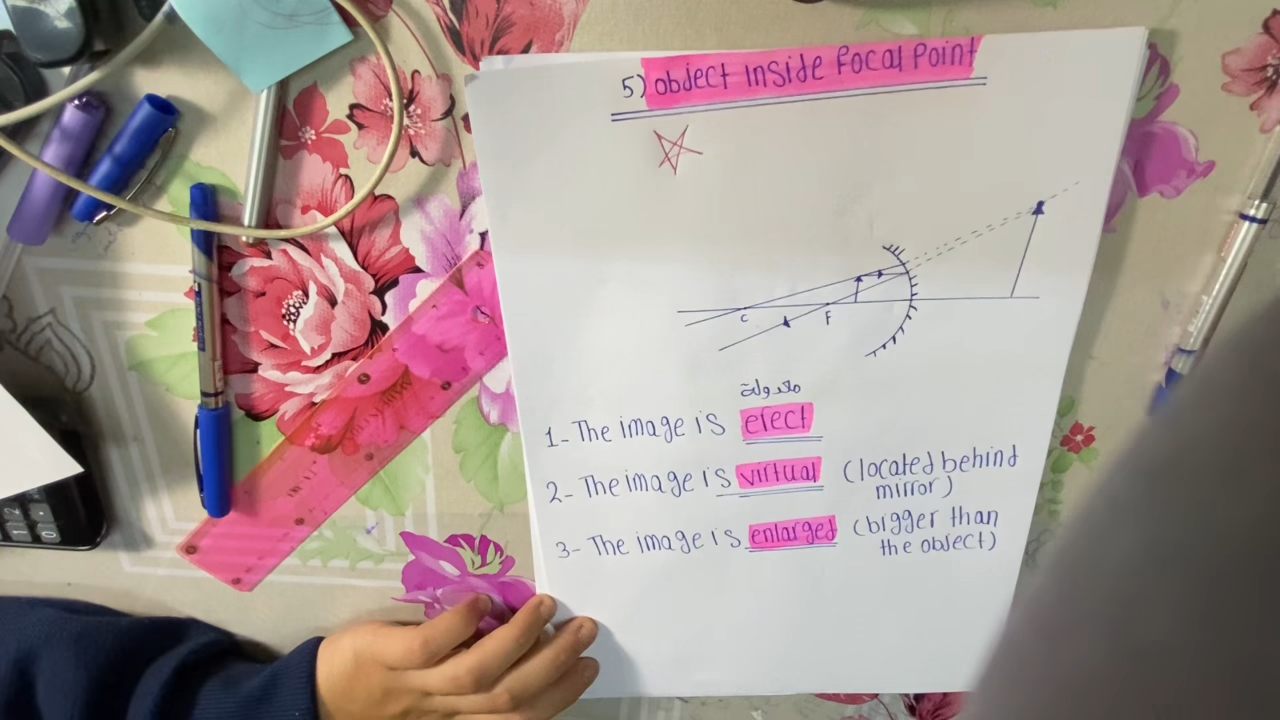 5) object inside focal point
C
F
معدولة
1- The image is erect
2- The image is virtual (located behind
mirror)
3- The image is enlarged (bigger than
the object)